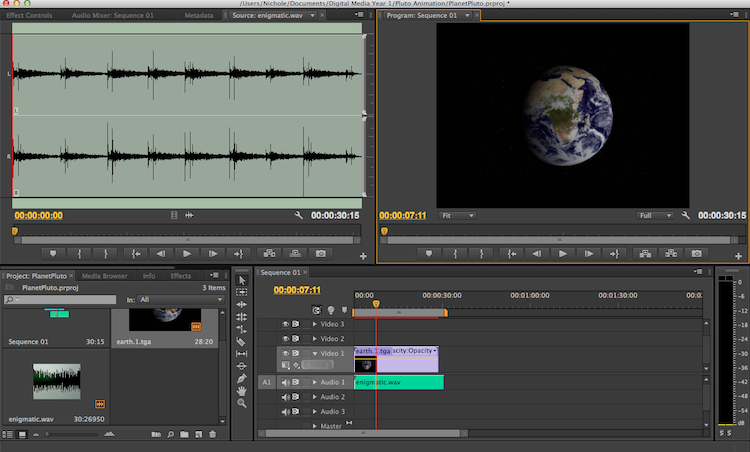 /Users/Nichole/Documents/Digital Media Year 1/Pluto Animation/PlanetPluto.prproj *
Effect Controls Audio Mixer: Sequence 01 Metadata Source: enigmatic.wav
Program: Sequence 01
L
L
R
R
00:00:00:00 00:00:30:15
00:00:07:11 Fit Full 00:00:30:15
Project: PlanetPluto Media Browser Info Effects
PlanetPluto.prproj 3 Items
In: All
Sequence 01 30:15
earth.1.tga 28:20
enigmatic.wav 30:26950
Sequence 01
00:00:07:11
00:00 00:00:30:00 00:01:00:00 00:01:30:00 00:02
Video 3
Video 2
Video 1 earth.1.tga acity:Opacity
A1 Audio 1 enigmatic.wav
Audio 2
Audio 3
Master
0
-6
-12
-18
-24
-30
-36
-42
-48
-54
S S